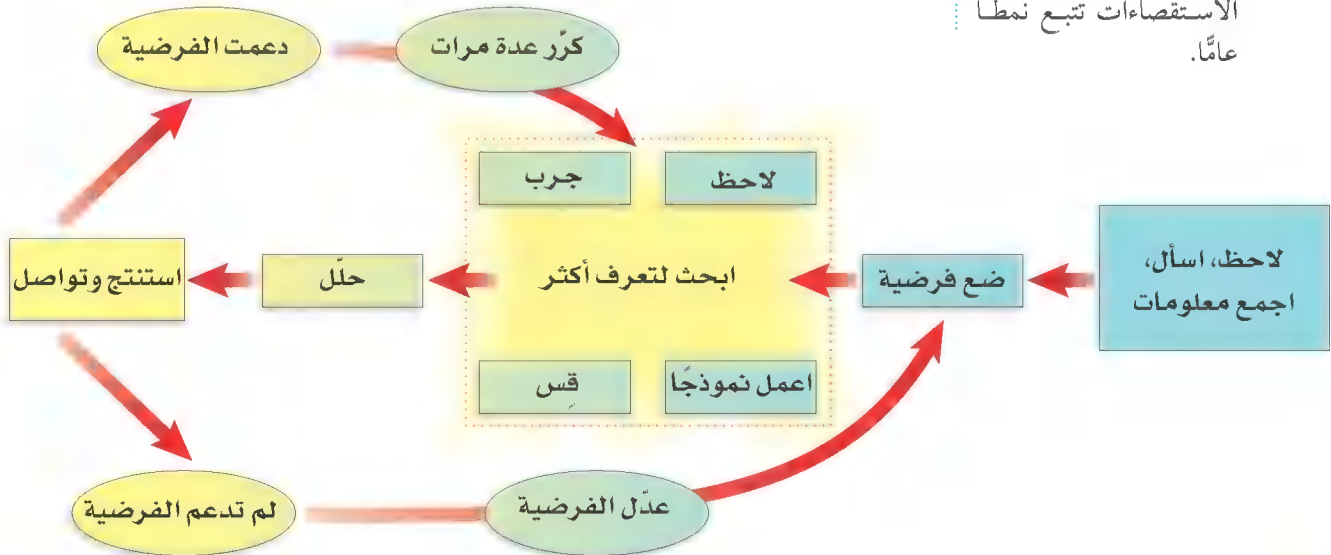 الاستقصاءات تتبع نمطًا
عامًّا.
دعمت الفرضية
كرِّر عدة مرات
لاحظ
جرب
لاحظ، اسأل،
اجمع معلومات
ضع فرضية
ابحث لتعرف أكثر
حلّل
استنتج وتواصل
اعمل نموذجًا
قِس
عدّل الفرضية
لم تدعم الفرضية